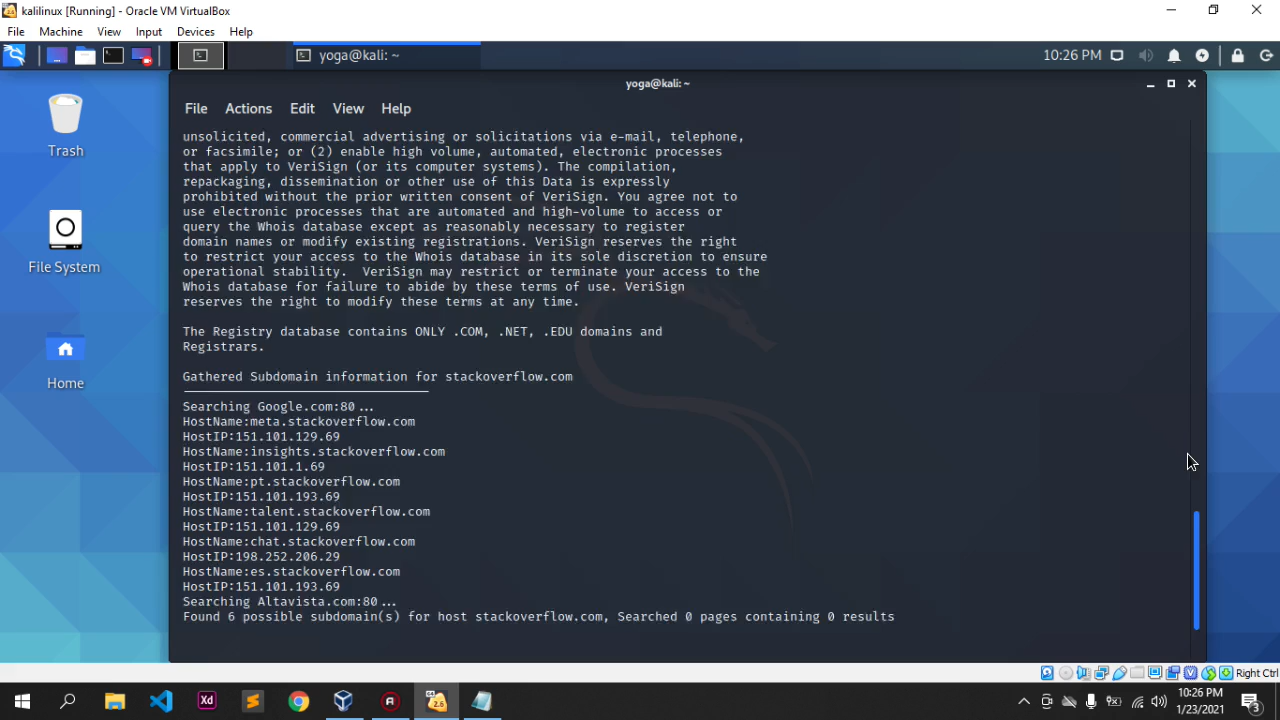 kalilinux [Running] - Oracle VM VirtualBox
File Machine View Input Devices Help
yoga@kali: ~
10:26 PM
yoga@kali: ~
File Actions Edit View Help
Trash
File System
Home
unsolicited, commercial advertising or solicitations via e-mail, telephone,
or facsimile; or (2) enable high volume, automated, electronic processes
that apply to VeriSign (or its computer systems). The compilation,
repackaging, dissemination or other use of this Data is expressly
prohibited without the prior written consent of VeriSign. You agree not to
use electronic processes that are automated and high-volume to access or
query the Whois database except as reasonably necessary to register
domain names or modify existing registrations. VeriSign reserves the right
to restrict your access to the Whois database in its sole discretion to ensure
operational stability.  VeriSign may restrict or terminate your access to the
Whois database for failure to abide by these terms of use. VeriSign
reserves the right to modify these terms at any time.
The Registry database contains ONLY .COM, .NET, .EDU domains and
Registrars.
Gathered Subdomain information for stackoverflow.com
Searching Google.com:80...
HostName:meta.stackoverflow.com
HostIP:151.101.129.69
HostName:insights.stackoverflow.com
HostIP:151.101.1.69
HostName:pt.stackoverflow.com
HostIP:151.101.193.69
HostName:talent.stackoverflow.com
HostIP:151.101.129.69
HostName:chat.stackoverflow.com
HostIP:198.252.206.29
HostName:es.stackoverflow.com
HostIP:151.101.193.69
Searching Altavista.com:80...
Found 6 possible subdomain(s) for host stackoverflow.com, Searched 0 pages containing 0 results
Right Ctrl
Xd
2.6
10:26 PM
1/23/2021
3